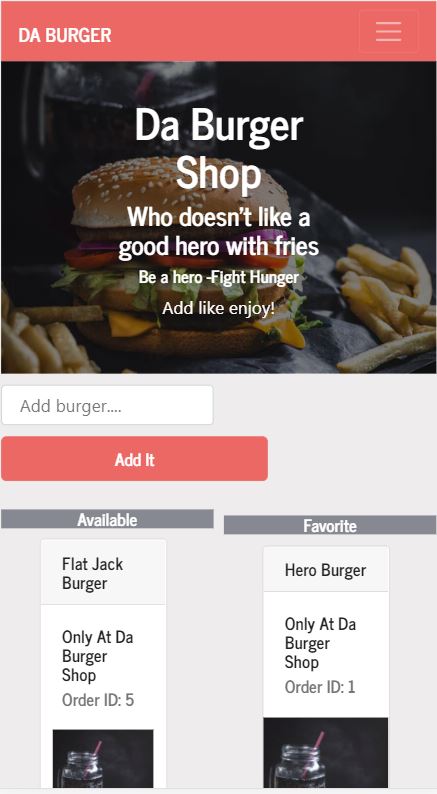 DA BURGER
Da Burger
Shop
Who doesn't like a
good hero with fries
Be a hero -Fight Hunger
Add like enjoy!
Add burger....
Add It
Available
Flat Jack
Burger
Only At Da
Burger
Shop
Order ID: 5
Favorite
Hero Burger
Only At Da
Burger
Shop
Order ID: 1